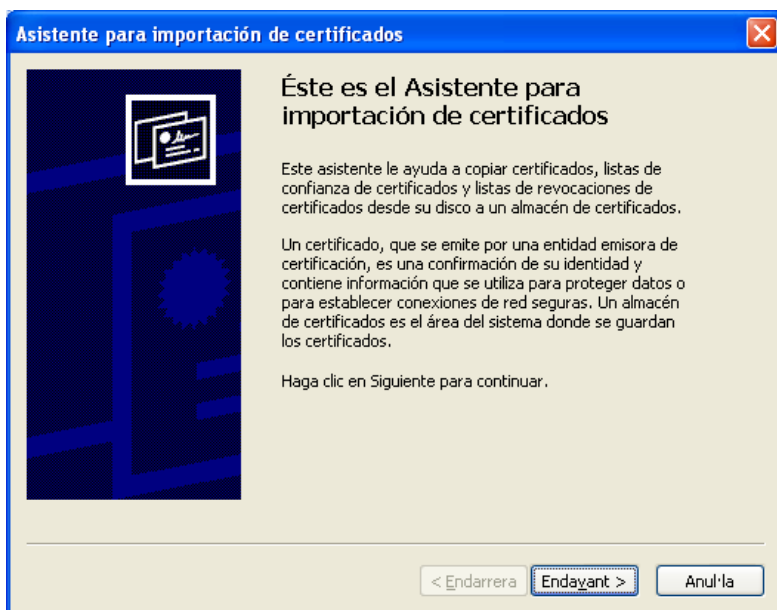 Asistente para importación de certificados
Éste es el Asistente para
importación de certificados
Este asistente le ayuda a copiar certificados, listas de
confianza de certificados y listas de revocaciones de
certificados desde su disco a un almacén de certificados.
Un certificado, que se emite por una entidad emisora de
certificación, es una confirmación de su identidad y
contiene información que se utiliza para proteger datos o
para establecer conexiones de red seguras. Un almacén
de certificados es el área del sistema donde se guardan
los certificados.
Haga clic en Siguiente para continuar.
< Endarrera Endavant > Anul·la